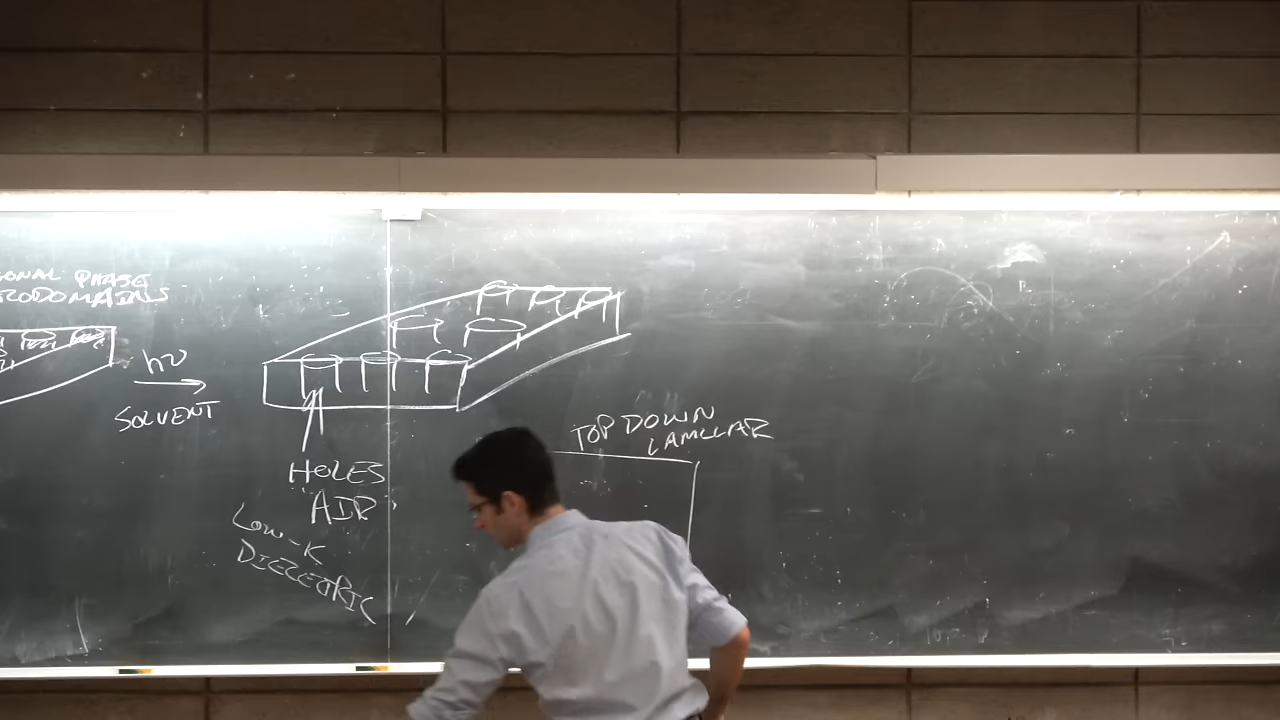 PHASE
hν
SOLVENT
HOLES
"AIR"
LOW-K
DIELECTRIC
TOP DOWN
LAMELLAR